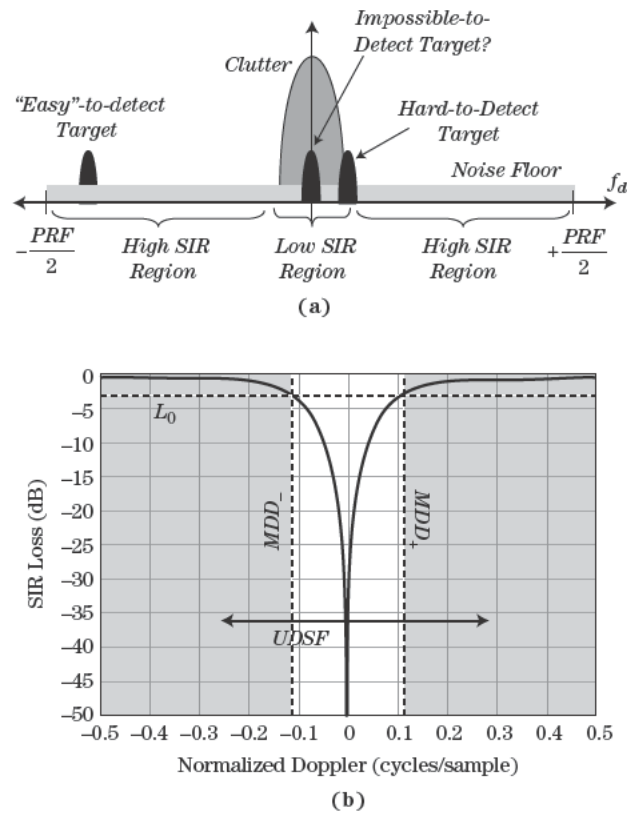 Impossible-to-
Detect Target?
Clutter
"Easy"-to-detect
Target
Hard-to-Detect
Target
Noise Floor
f_d
−PRF/2
High SIR
Region
Low SIR
Region
High SIR
Region
+PRF/2
(a)
0
−5
−10
−15
−20
−25
−30
−35
−40
−45
−50
SIR Loss (dB)
L₀
MDD₋
MDD₊
UDSF
−0.5 −0.4 −0.3 −0.2 −0.1 0 0.1 0.2 0.3 0.4 0.5
Normalized Doppler (cycles/sample)
(b)